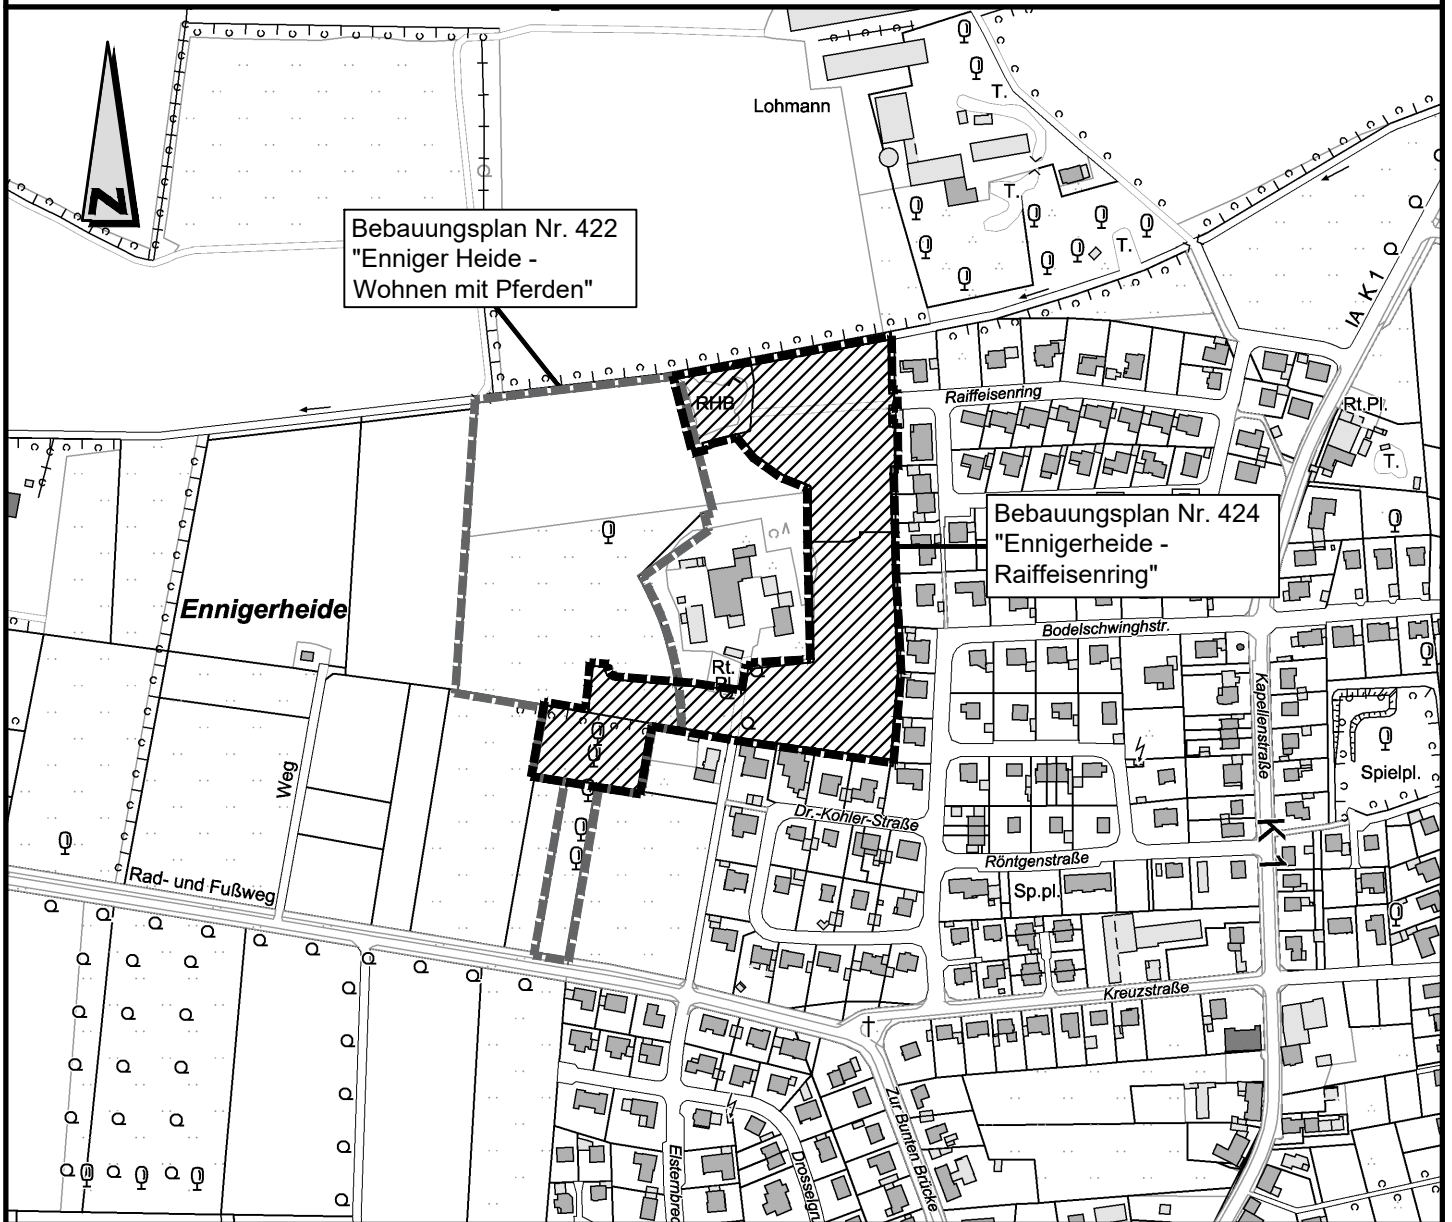 N
Lohmann
T.
T.
T.
Bebauungsplan Nr. 422
"Enniger Heide -
Wohnen mit Pferden"
IA K 1
RHB
Raiffeisenring
Rt.Pl.
T.
Bebauungsplan Nr. 424
"Ennigerheide -
Raiffeisenring"
Ennigerheide
Bodelschwinghstr.
Rt.
Pl.
Kapellenstraße
Spielpl.
Weg
Dr.-Kohler-Straße
Röntgenstraße
Sp.pl.
Rad- und Fußweg
Kreuzstraße
Zur Bunten Brücke
Elsternbrec
Drosselgru